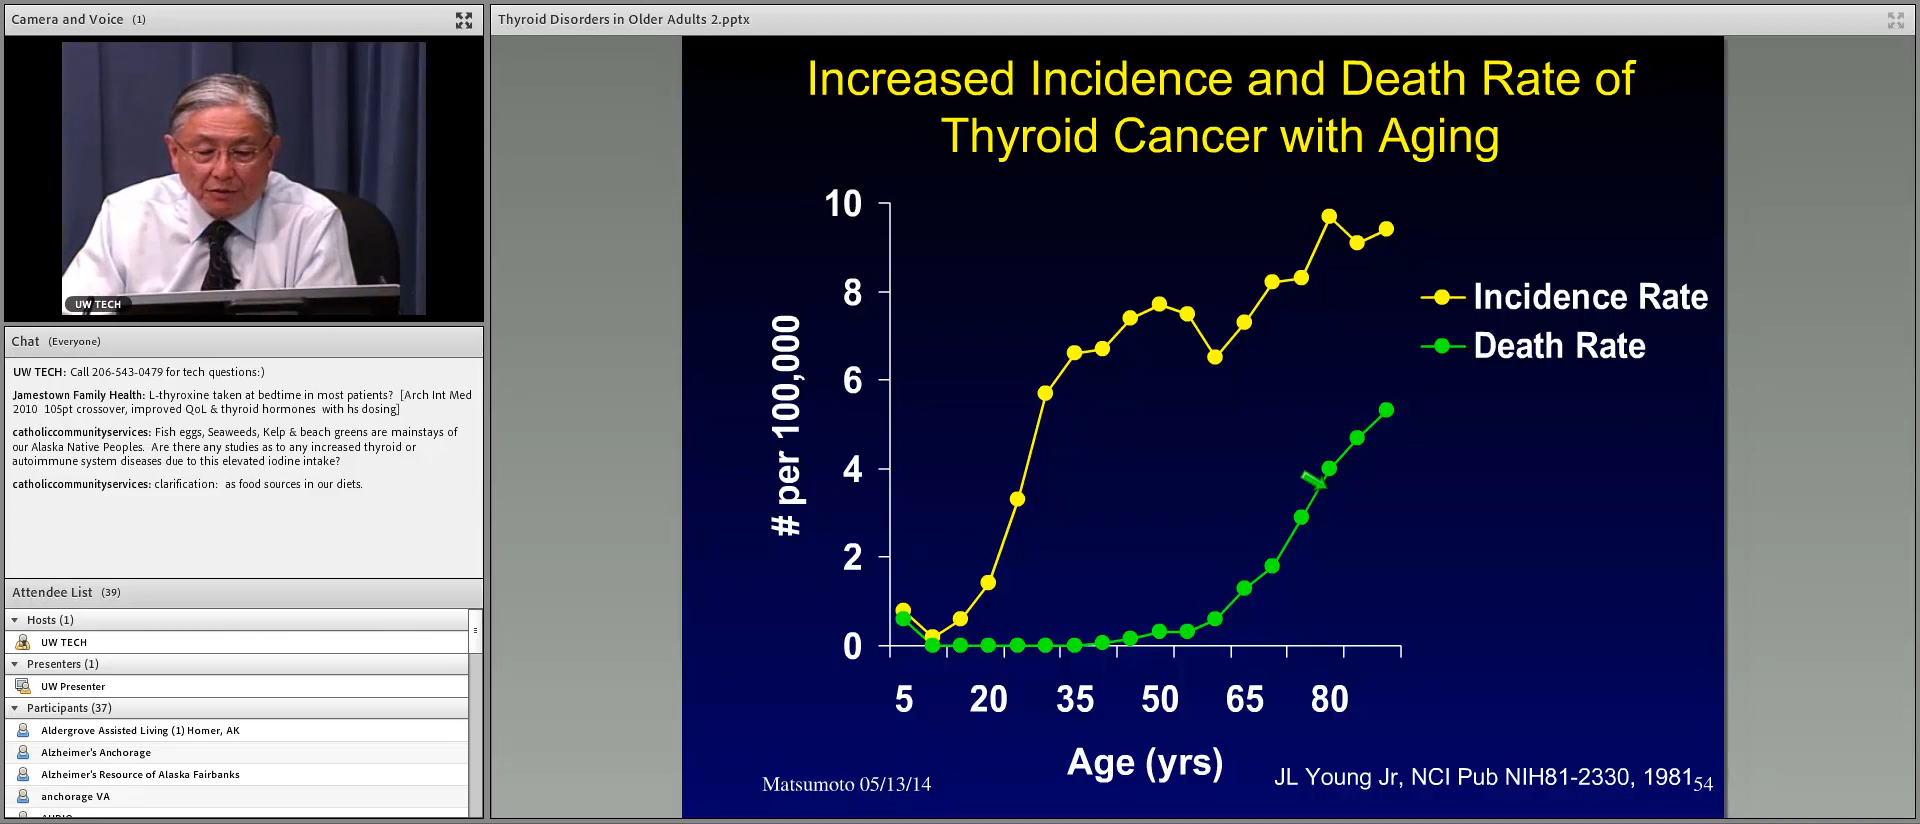 Camera and Voice (1)
UW TECH
Chat (Everyone)
UW TECH: Call 206-543-0479 for tech questions:)
Jamestown Family Health: L-thyroxine taken at bedtime in most patients? [Arch Int Med
2010 105pt crossover, improved QoL & thyroid hormones with hs dosing]
catholiccommunityservices: Fish eggs, Seaweeds, Kelp & beach greens are mainstays of
our Alaska Native Peoples. Are there any studies as to any increased thyroid or
autoimmune system diseases due to this elevated iodine intake?
catholiccommunityservices: clarification: as food sources in our diets.
Attendee List (39)
Hosts (1)
UW TECH
Presenters (1)
UW Presenter
Participants (37)
Aldergrove Assisted Living (1) Homer, AK
Alzheimer's Anchorage
Alzheimer's Resource of Alaska Fairbanks
anchorage VA
Thyroid Disorders in Older Adults 2.pptx
Increased Incidence and Death Rate of
Thyroid Cancer with Aging
# per 100,000
10
8
6
4
2
0
5 20 35 50 65 80
Age (yrs)
Incidence Rate
Death Rate
Matsumoto 05/13/14
JL Young Jr, NCI Pub NIH81-2330, 1981
54